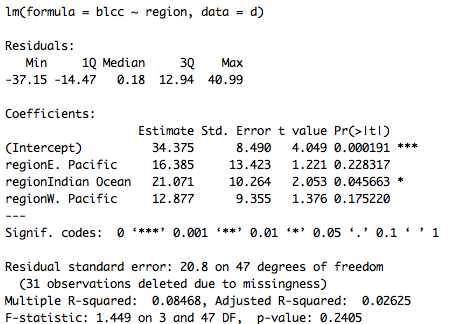 lm(formula = blcc ~ region, data = d)
Residuals:
Min 1Q Median 3Q Max
-37.15 -14.47 0.18 12.94 40.99
Coefficients:
Estimate Std. Error t value Pr(>|t|)
(Intercept) 34.375 8.490 4.049 0.000191 ***
regionE. Pacific 16.385 13.423 1.221 0.228317
regionIndian Ocean 21.071 10.264 2.053 0.045663 *
regionW. Pacific 12.877 9.355 1.376 0.175220
---
Signif. codes: 0 ‘***’ 0.001 ‘**’ 0.01 ‘*’ 0.05 ‘.’ 0.1 ‘ ’ 1
Residual standard error: 20.8 on 47 degrees of freedom
(31 observations deleted due to missingness)
Multiple R-squared: 0.08468, Adjusted R-squared: 0.02625
F-statistic: 1.449 on 3 and 47 DF, p-value: 0.2405